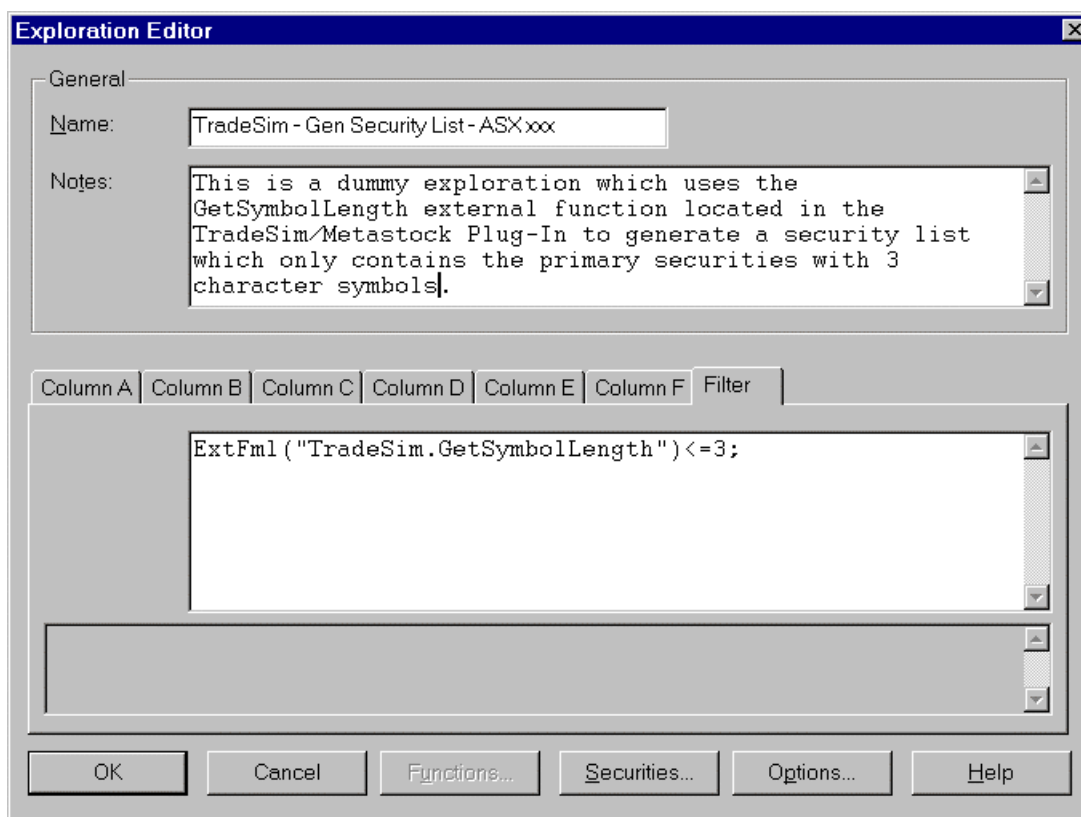 Exploration Editor
General
Name:
TradeSim - Gen Security List - ASX xxx
Notes:
This is a dummy exploration which uses the
GetSymbolLength external function located in the
TradeSim/Metastock Plug-In to generate a security list
which only contains the primary securities with 3
character symbols.
Column A Column B Column C Column D Column E Column F Filter
ExtFml("TradeSim.GetSymbolLength")<=3;
OK Cancel Functions... Securities... Options... Help